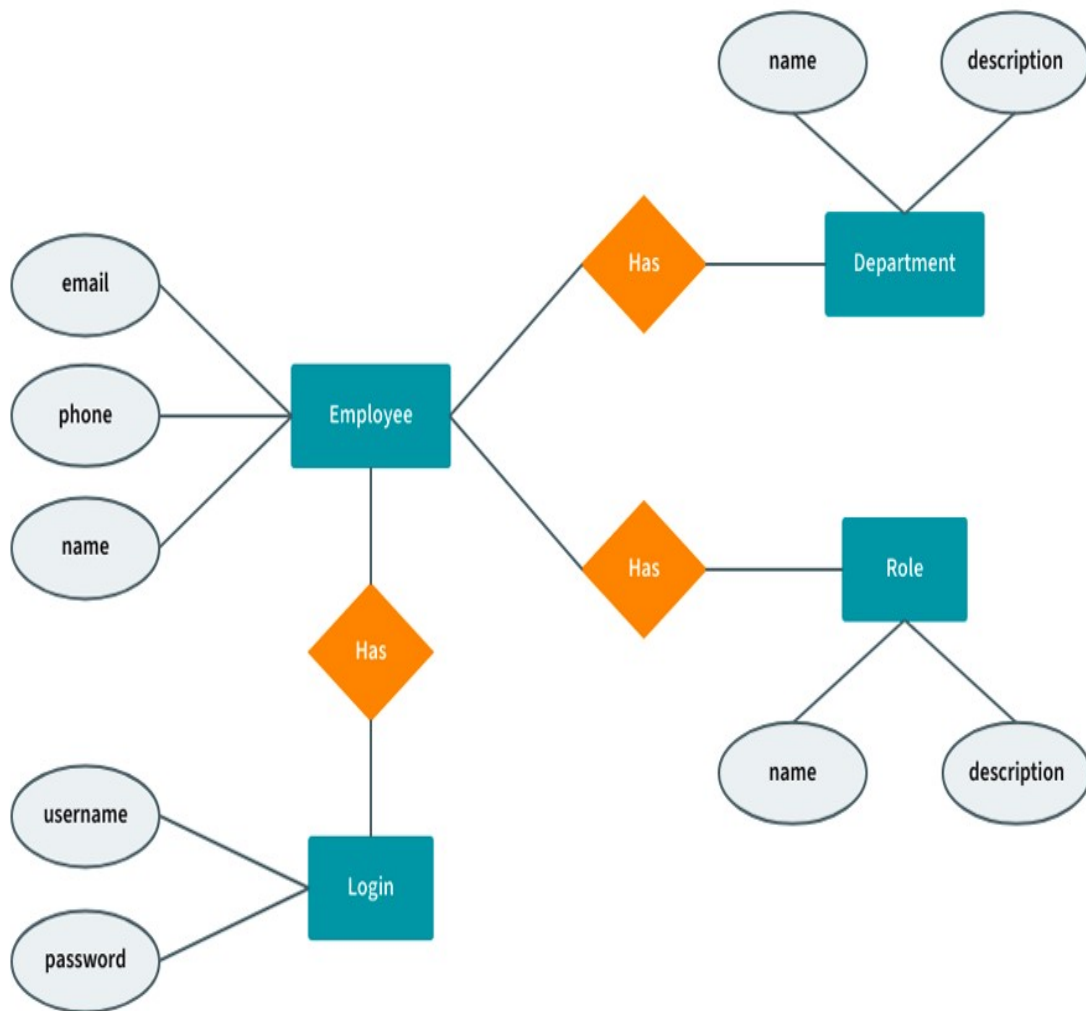 name
description
Has
Department
email
phone
name
Employee
Has
Role
name
description
Has
username
password
Login